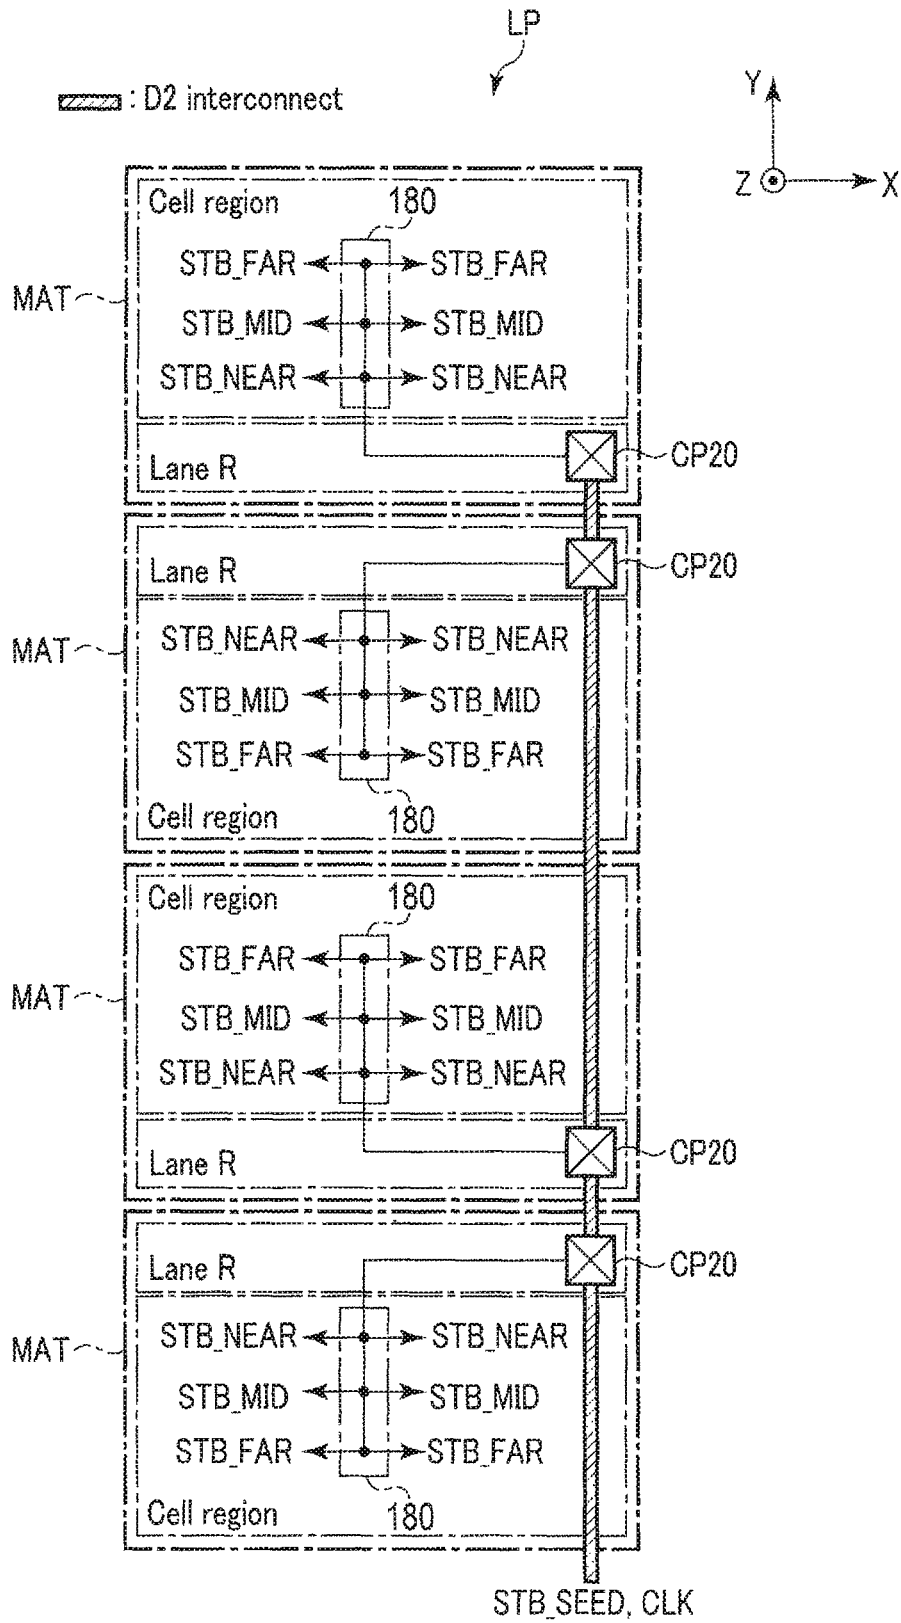 LP
: D2 interconnect
Y
Z
X
Cell region
180
STB_FAR
STB_FAR
MAT
STB_MID
STB_MID
STB_NEAR
STB_NEAR
Lane R
CP20
Lane R
CP20
STB_NEAR
STB_NEAR
MAT
STB_MID
STB_MID
STB_FAR
STB_FAR
Cell region
180
Cell region
180
STB_FAR
STB_FAR
MAT
STB_MID
STB_MID
STB_NEAR
STB_NEAR
Lane R
CP20
Lane R
CP20
STB_NEAR
STB_NEAR
MAT
STB_MID
STB_MID
STB_FAR
STB_FAR
Cell region
180
STB_SEED, CLK